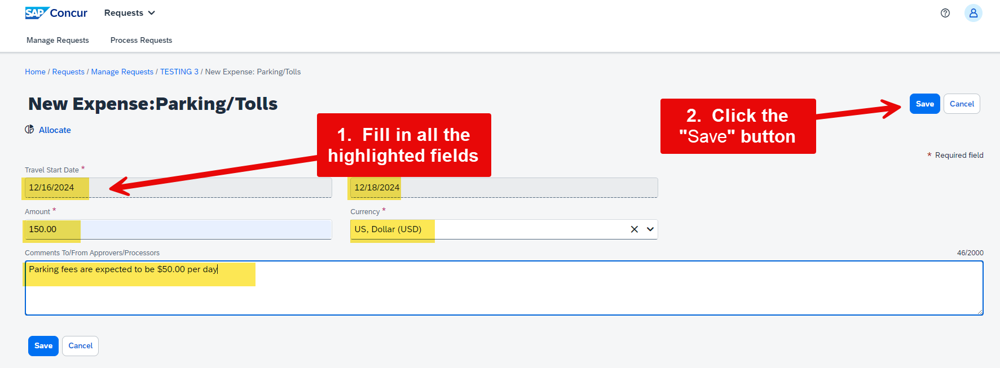 SAP Concur Requests
Manage Requests Process Requests
Home / Requests / Manage Requests / TESTING 3 / New Expense: Parking/Tolls
New Expense:Parking/Tolls
Save Cancel
Allocate
1. Fill in all the
highlighted fields
2. Click the
"Save" button
* Required field
Travel Start Date *
12/16/2024
12/18/2024
Amount *
150.00
Currency *
US, Dollar (USD)
Comments To/From Approvers/Processors
46/2000
Parking fees are expected to be $50.00 per day
Save Cancel